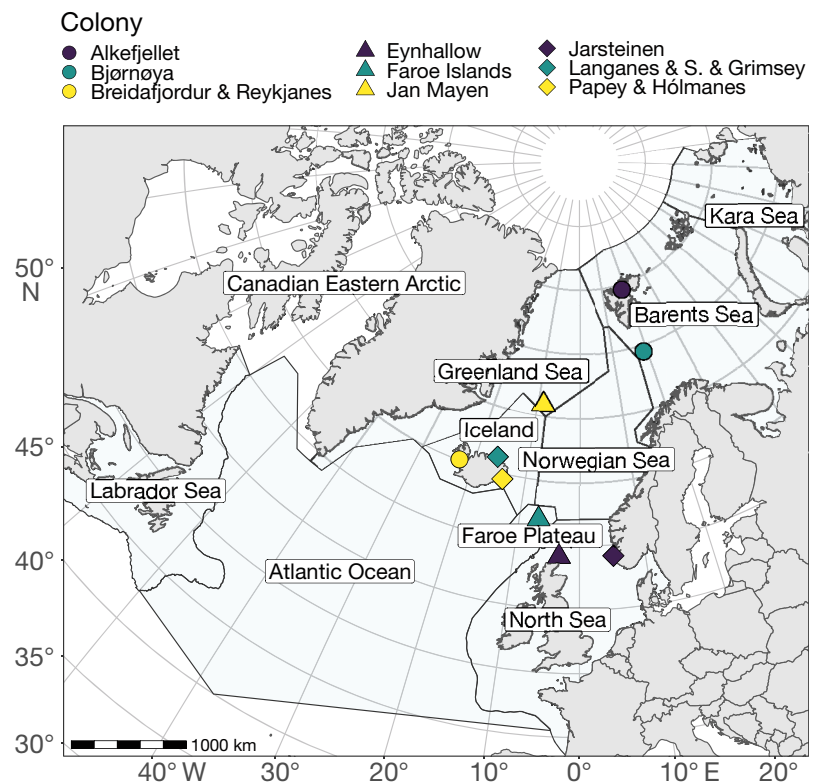 Colony
Alkefjellet
Bjørnøya
Breidafjordur & Reykjanes
Eynhallow
Faroe Islands
Jan Mayen
Jarsteinen
Langanes & S. & Grimsey
Papey & Hólmanes
Kara Sea
50°
N
Canadian Eastern Arctic
Barents Sea
Greenland Sea
Iceland
45°
Norwegian Sea
Labrador Sea
Faroe Plateau
40°
Atlantic Ocean
North Sea
35°
30°
1000 km
40° W
30°
20°
10°
0°
10° E
20°